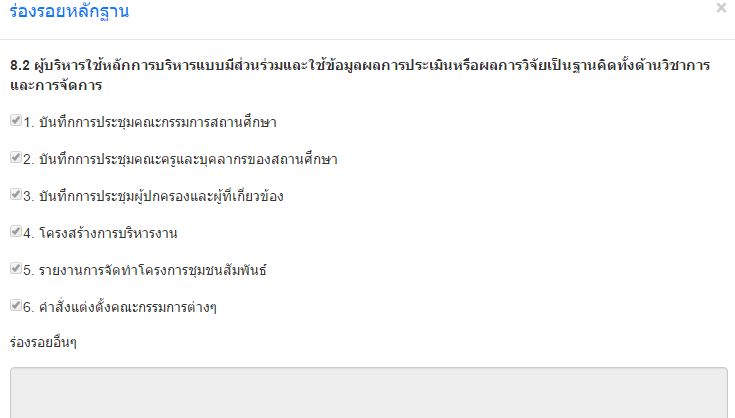 ร่องรอยหลักฐาน
×
8.2 ผู้บริหารใช้หลักการบริหารแบบมีส่วนร่วมและใช้ข้อมูลผลการประเมินหรือผลการวิจัยเป็นฐานคิดทั้งด้านวิชาการ
และการจัดการ
1. บันทึกการประชุมคณะกรรมการสถานศึกษา
2. บันทึกการประชุมคณะครูและบุคลากรของสถานศึกษา
3. บันทึกการประชุมผู้ปกครองและผู้ที่เกี่ยวข้อง
4. โครงสร้างการบริหารงาน
5. รายงานการจัดทำโครงการชุมชนสัมพันธ์
6. คำสั่งแต่งตั้งคณะกรรมการต่างๆ
ร่องรอยอื่นๆ